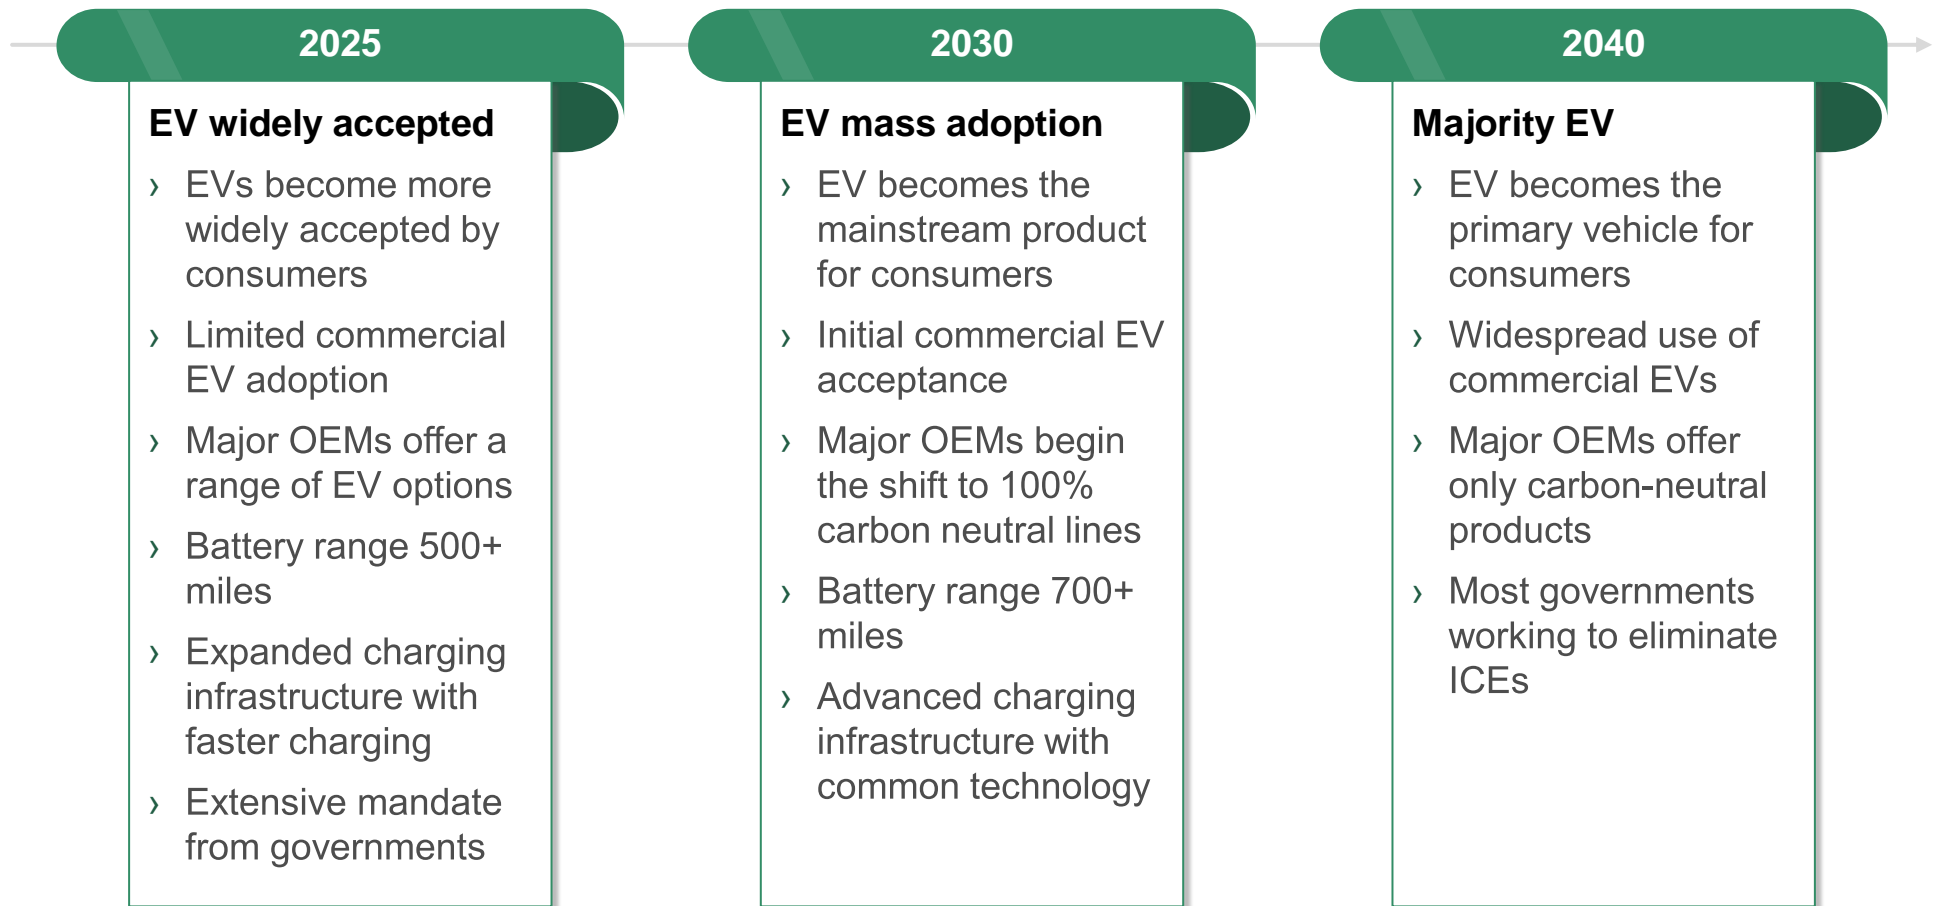 2025
EV widely accepted
› EVs become more
widely accepted by
consumers
› Limited commercial
EV adoption
› Major OEMs offer a
range of EV options
› Battery range 500+
miles
› Expanded charging
infrastructure with
faster charging
› Extensive mandate
from governments
2030
EV mass adoption
› EV becomes the
mainstream product
for consumers
› Initial commercial EV
acceptance
› Major OEMs begin
the shift to 100%
carbon neutral lines
› Battery range 700+
miles
› Advanced charging
infrastructure with
common technology
2040
Majority EV
› EV becomes the
primary vehicle for
consumers
› Widespread use of
commercial EVs
› Major OEMs offer
only carbon-neutral
products
› Most governments
working to eliminate
ICEs